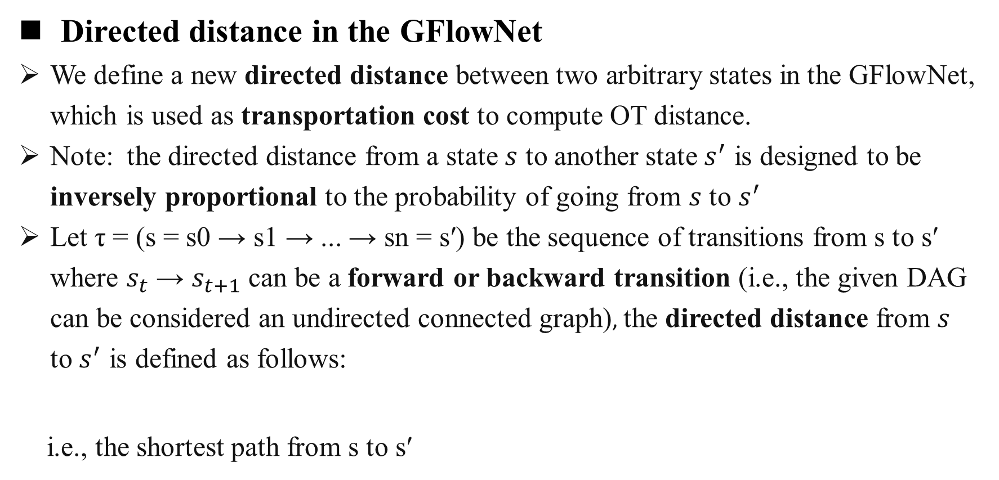 ■ Directed distance in the GFlowNet
➢ We define a new directed distance between two arbitrary states in the GFlowNet,
which is used as transportation cost to compute OT distance.
➢ Note:  the directed distance from a state s to another state s′ is designed to be
inversely proportional to the probability of going from s to s′
➢ Let τ = (s = s0 → s1 → ... → sn = s′) be the sequence of transitions from s to s′
where sₜ → sₜ₊₁ can be a forward or backward transition (i.e., the given DAG
can be considered an undirected connected graph), the directed distance from s
to s′ is defined as follows:
i.e., the shortest path from s to s′